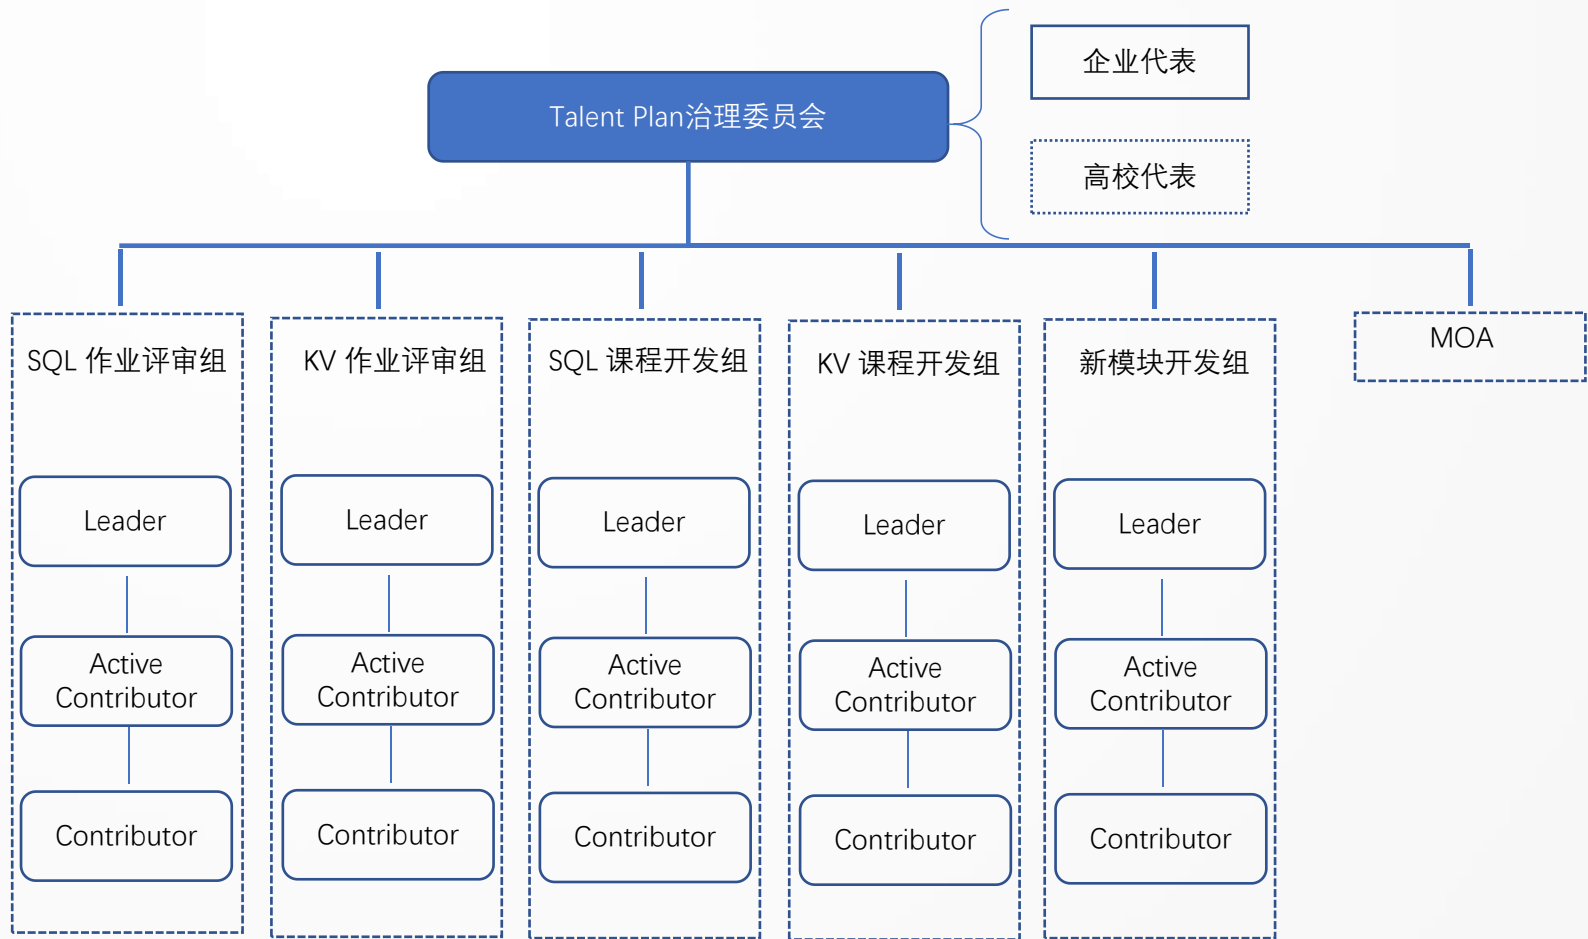 企业代表
Talent Plan治理委员会
高校代表
SQL 作业评审组
KV 作业评审组
SQL 课程开发组
KV 课程开发组
新模块开发组
MOA
Leader
Leader
Leader
Leader
Leader
Active
Contributor
Active
Contributor
Active
Contributor
Active
Contributor
Active
Contributor
Contributor
Contributor
Contributor
Contributor
Contributor